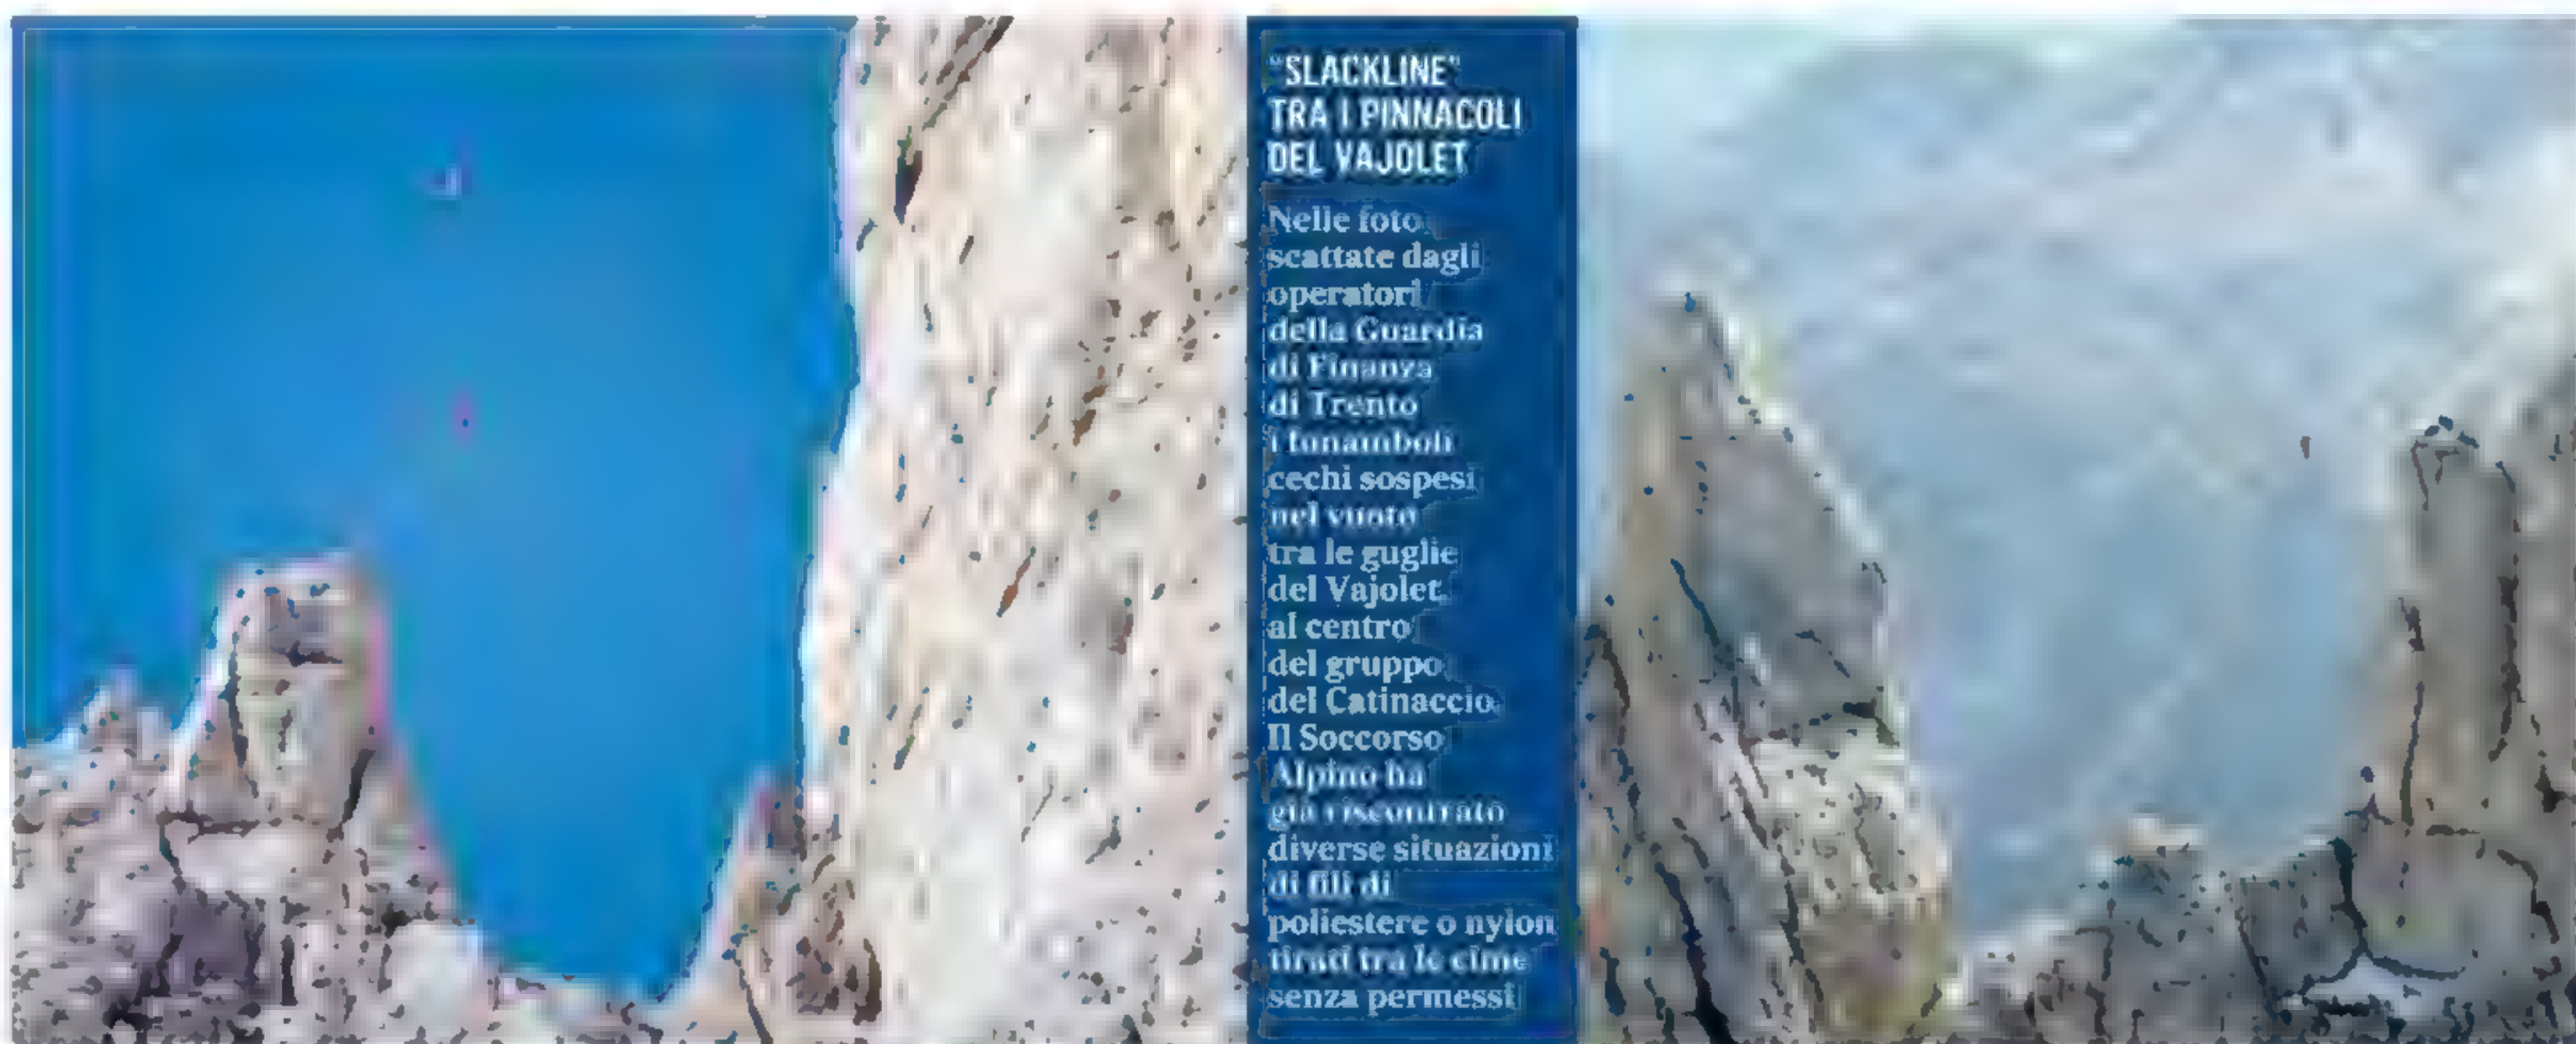 "SLACKLINE"
TRA I PINNACOLI
DEL VAJOLET
Nelle foto
scattate dagli
operatori
della Guardia
di Finanza
di Trento
i funamboli
cechi sospesi
nel vuoto
tra le guglie
del Vajolet
al centro
del gruppo
del Catinaccio
Il Soccorso
Alpino ha
già riscontrato
diverse situazioni
di fili di
poliestere o nylon
tirati tra le cime
senza permessi